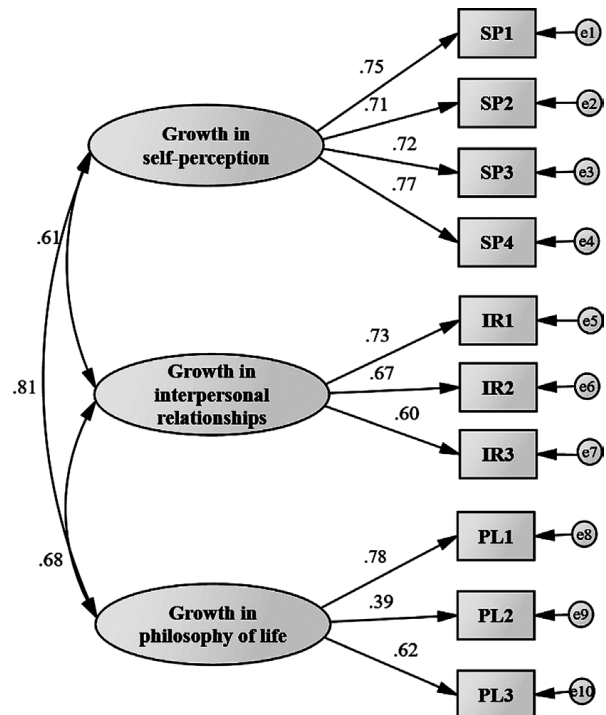 SP1
e1
.75
SP2
e2
.71
Growth in
self-perception
.72
SP3
e3
.77
SP4
e4
.61
IR1
e5
.73
Growth in
interpersonal
relationships
.67
IR2
e6
.81
.60
IR3
e7
PL1
e8
.68
.78
Growth in
philosophy of life
.39
PL2
e9
.62
PL3
e10